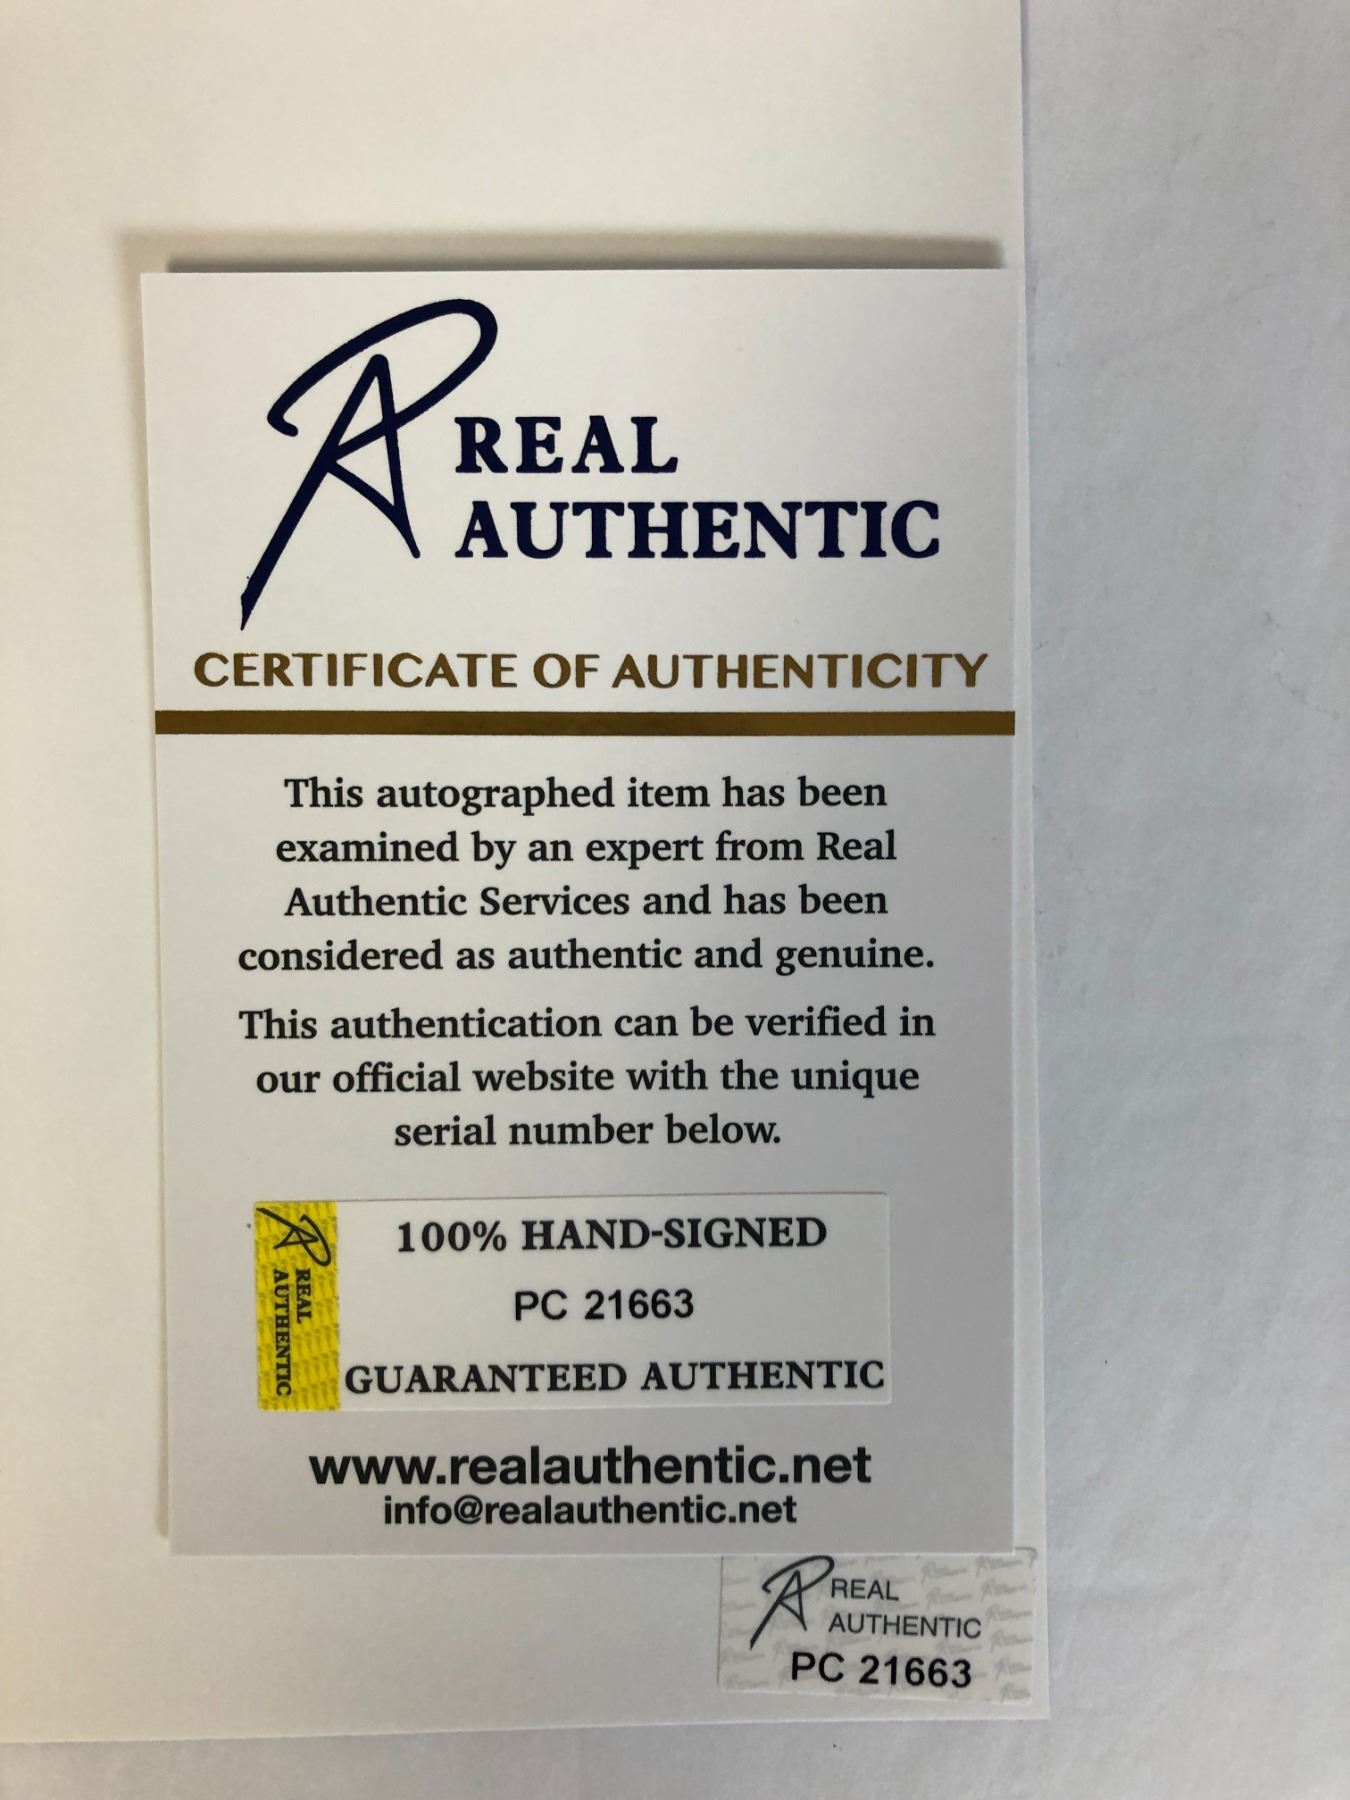 REAL
AUTHENTIC
CERTIFICATE OF AUTHENTICITY
This autographed item has been
examined by an expert from Real
Authentic Services and has been
considered as authentic and genuine.
This authentication can be verified in
our official website with the unique
serial number below.
REAL
AUTHENTIC
100% HAND-SIGNED
PC 21663
GUARANTEED AUTHENTIC
www.realauthentic.net
info@realauthentic.net
REAL
AUTHENTIC
PC 21663